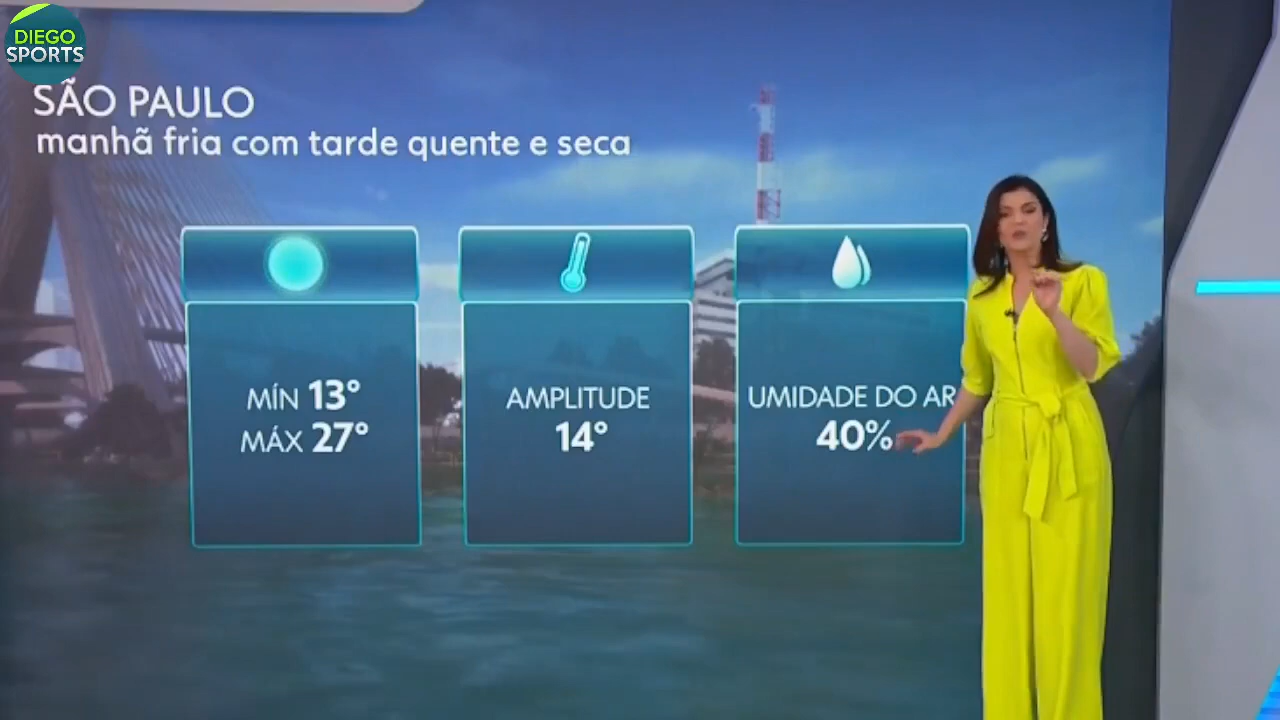 DIEGO
SPORTS
SÃO PAULO
manhã fria com tarde quente e seca
MÍN 13°
MÁX 27°
AMPLITUDE
14°
UMIDADE DO AR
40%